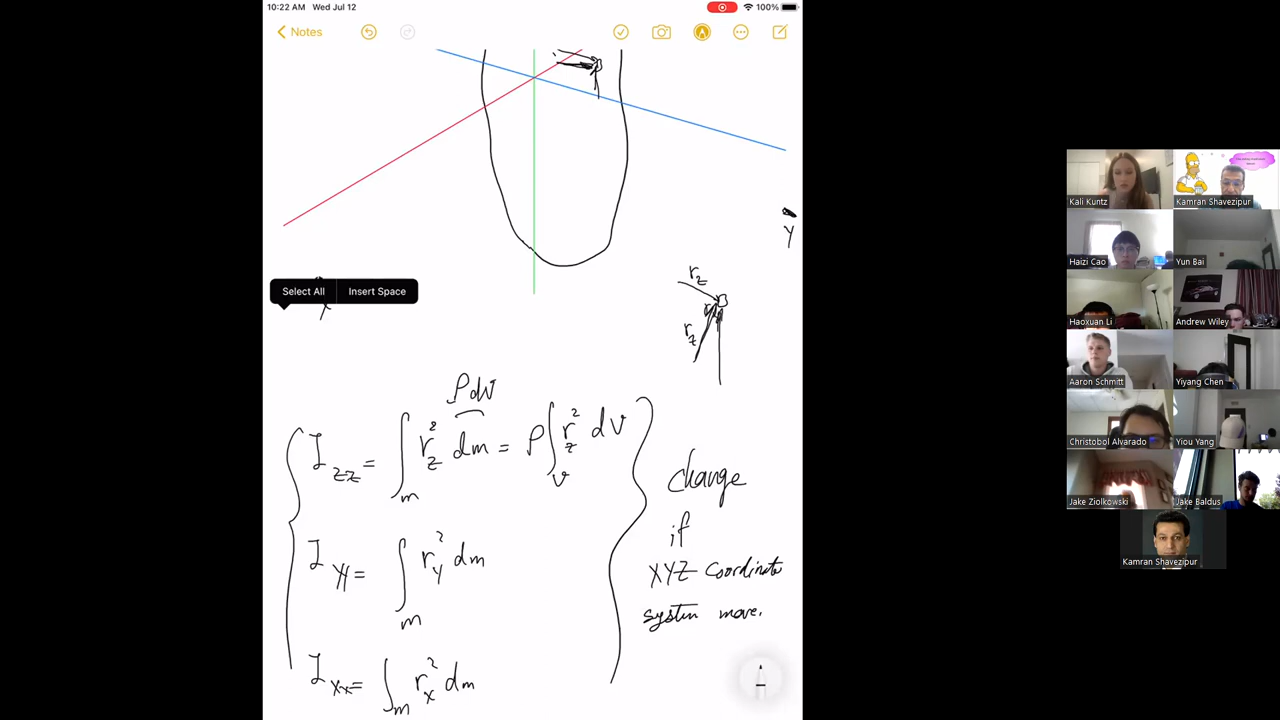 10:22 AM Wed Jul 12
100%
Notes
Y
Select All
Insert Space
x
r_z
r_z
ρdV
I_zz = ∫_m r_z^2 dm = ρ∫_V r_z^2 dV
I_yy = ∫_m r_y^2 dm
I_xx = ∫_m r_x^2 dm
change
if
XYZ coordinate
system move.
Kali Kuntz
Kamran Shavezipur
Haizi Cao
Yun Bai
Haoxuan Li
Andrew Wiley
Aaron Schmitt
Yiyang Chen
Christobol Alvarado
Yiou Yang
Jake Ziolkowski
Jake Baldus
Kamran Shavezipur